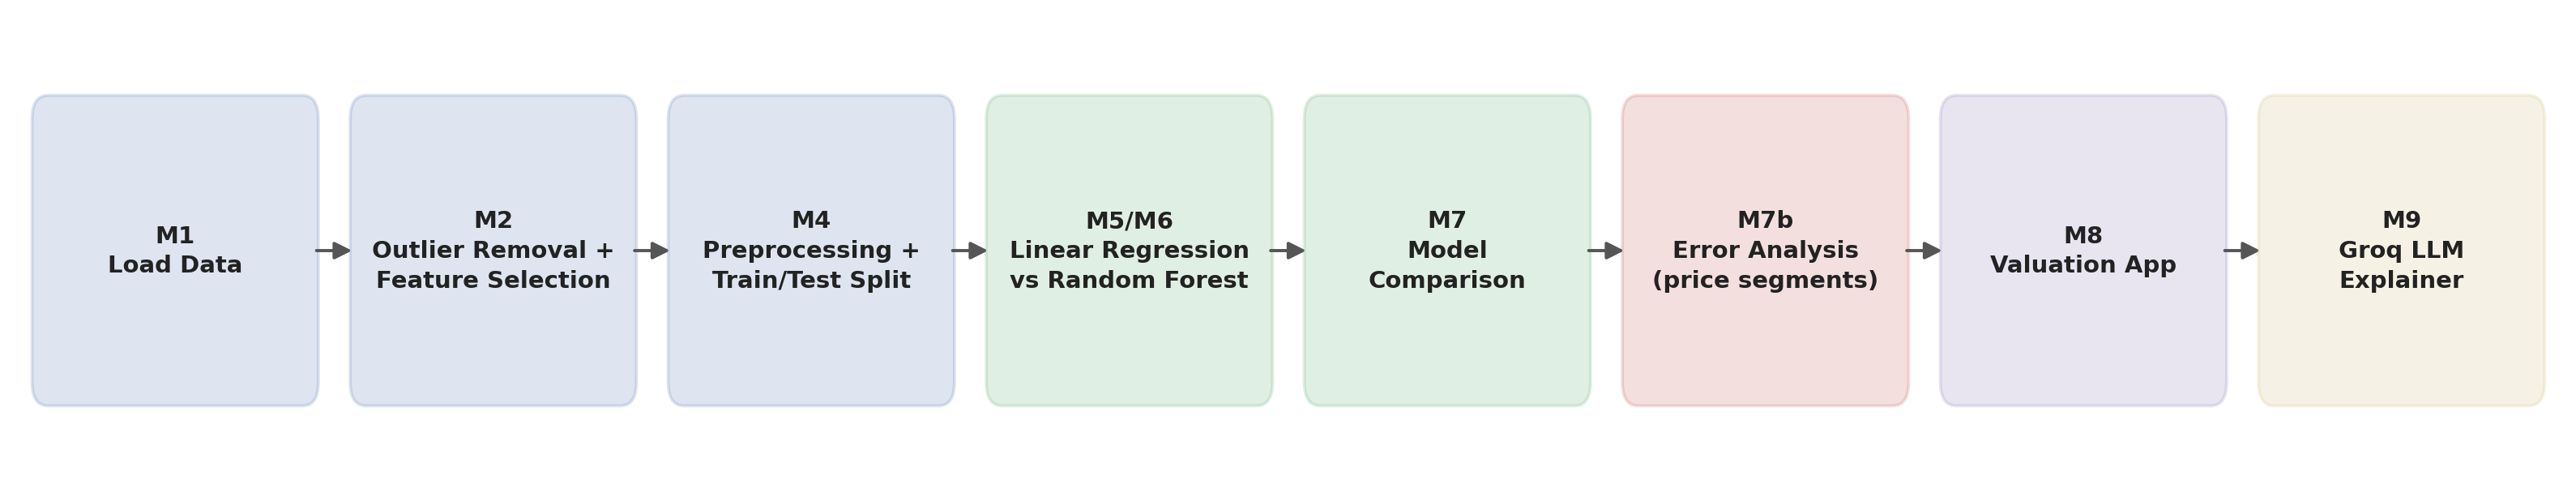 M1
Load Data
M2
Outlier Removal +
Feature Selection
M4
Preprocessing +
Train/Test Split
M5/M6
Linear Regression
vs Random Forest
M7
Model
Comparison
M7b
Error Analysis
(price segments)
M8
Valuation App
M9
Groq LLM
Explainer